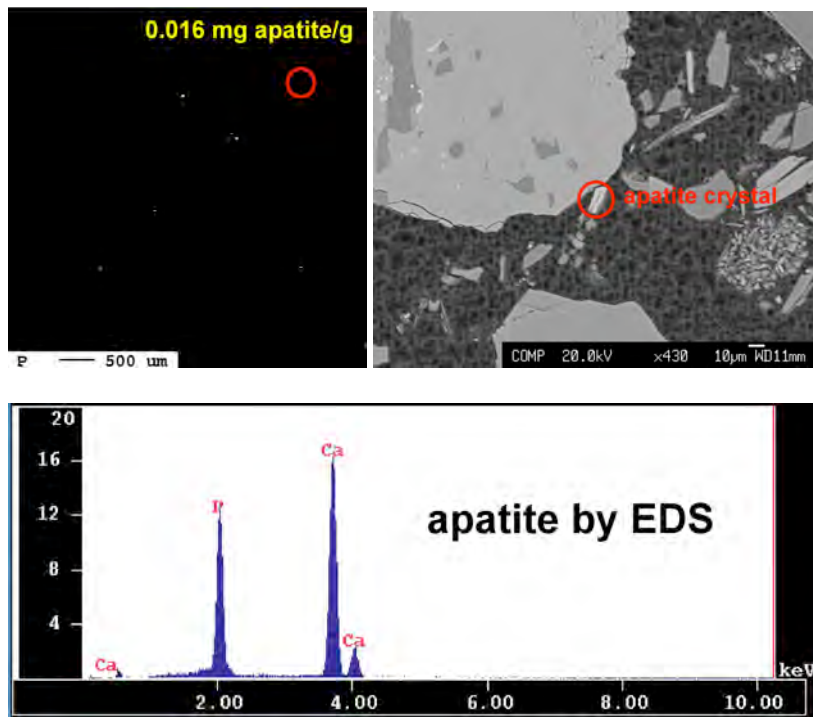 0.016 mg apatite/g
P 500 um
apatite crystal
COMP 20.0kV x430 10μm WD11mm
20
16
12
8
4
Ca
P
Ca
Ca
apatite by EDS
keV
2.00 4.00 6.00 8.00 10.00